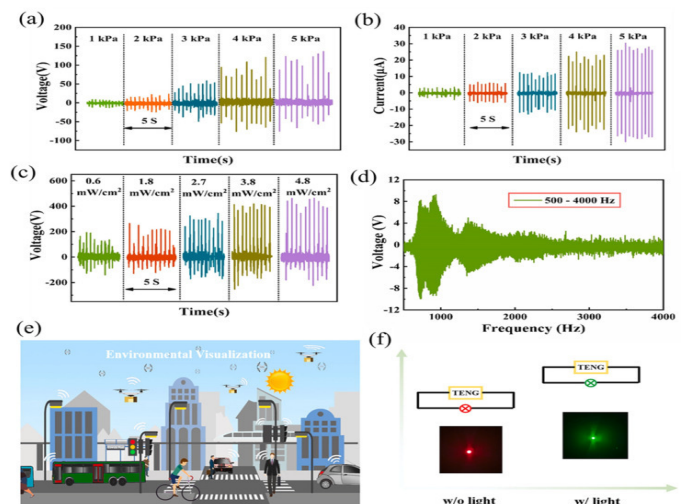 (a)
200
150
100
50
0
-50
-100
Voltage(V)
1 kPa 2 kPa 3 kPa 4 kPa 5 kPa
5 S
Time(s)
(b)
40
30
20
10
0
-10
-20
-30
Current(μA)
1 kPa 2 kPa 3 kPa 4 kPa 5 kPa
5 S
Time(s)
(c)
600
400
200
0
-200
Voltage(V)
0.6 1.8 2.7 3.8 4.8
mW/cm² mW/cm² mW/cm² mW/cm² mW/cm²
5 S
Time(s)
(d)
12
8
4
0
-4
-8
-12
Voltage (V)
500 - 4000 Hz
1000 2000 3000 4000
Frequency (Hz)
(e)
Environmental Visualization
(f)
TENG
TENG
w/o light w/ light